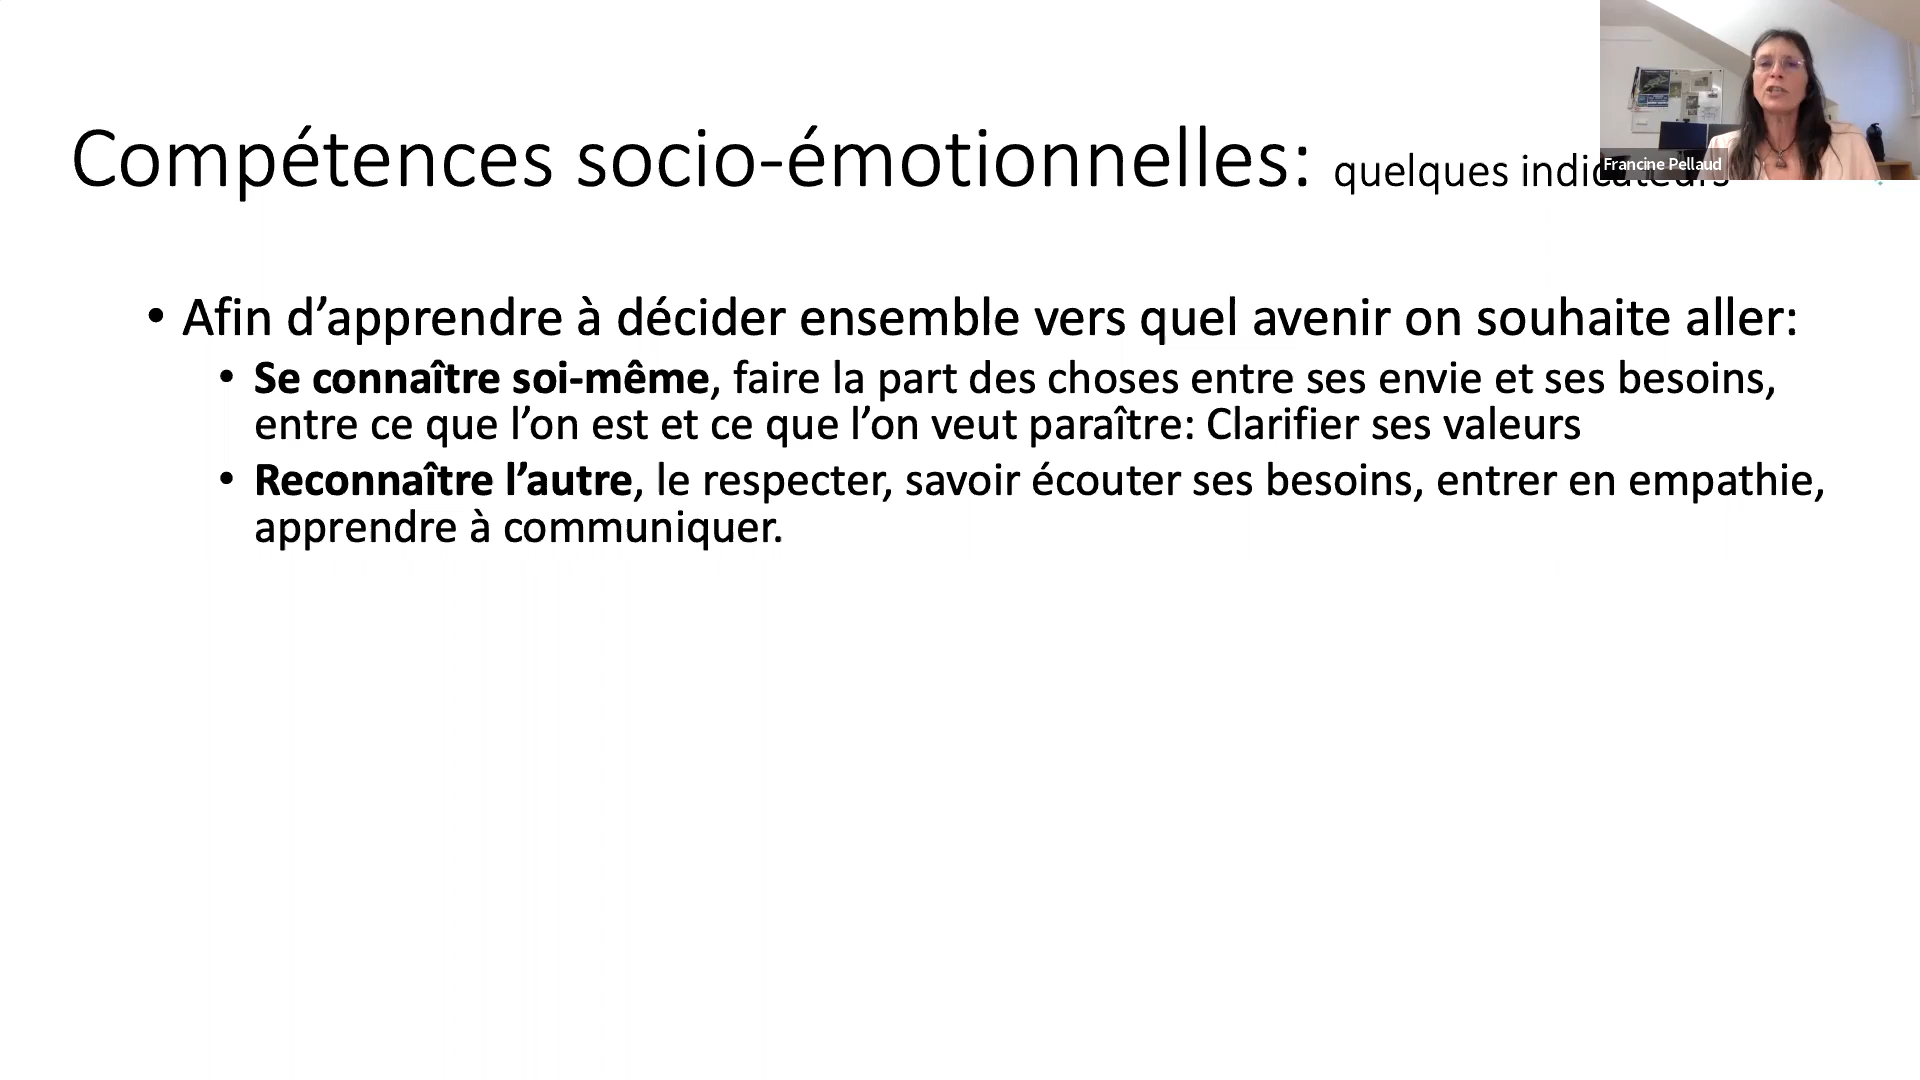 Compétences socio-émotionnelles: quelques indicateurs
Francine Pellaud
• Afin d’apprendre à décider ensemble vers quel avenir on souhaite aller:
• Se connaître soi-même, faire la part des choses entre ses envie et ses besoins,
entre ce que l’on est et ce que l’on veut paraître: Clarifier ses valeurs
• Reconnaître l’autre, le respecter, savoir écouter ses besoins, entrer en empathie,
apprendre à communiquer.